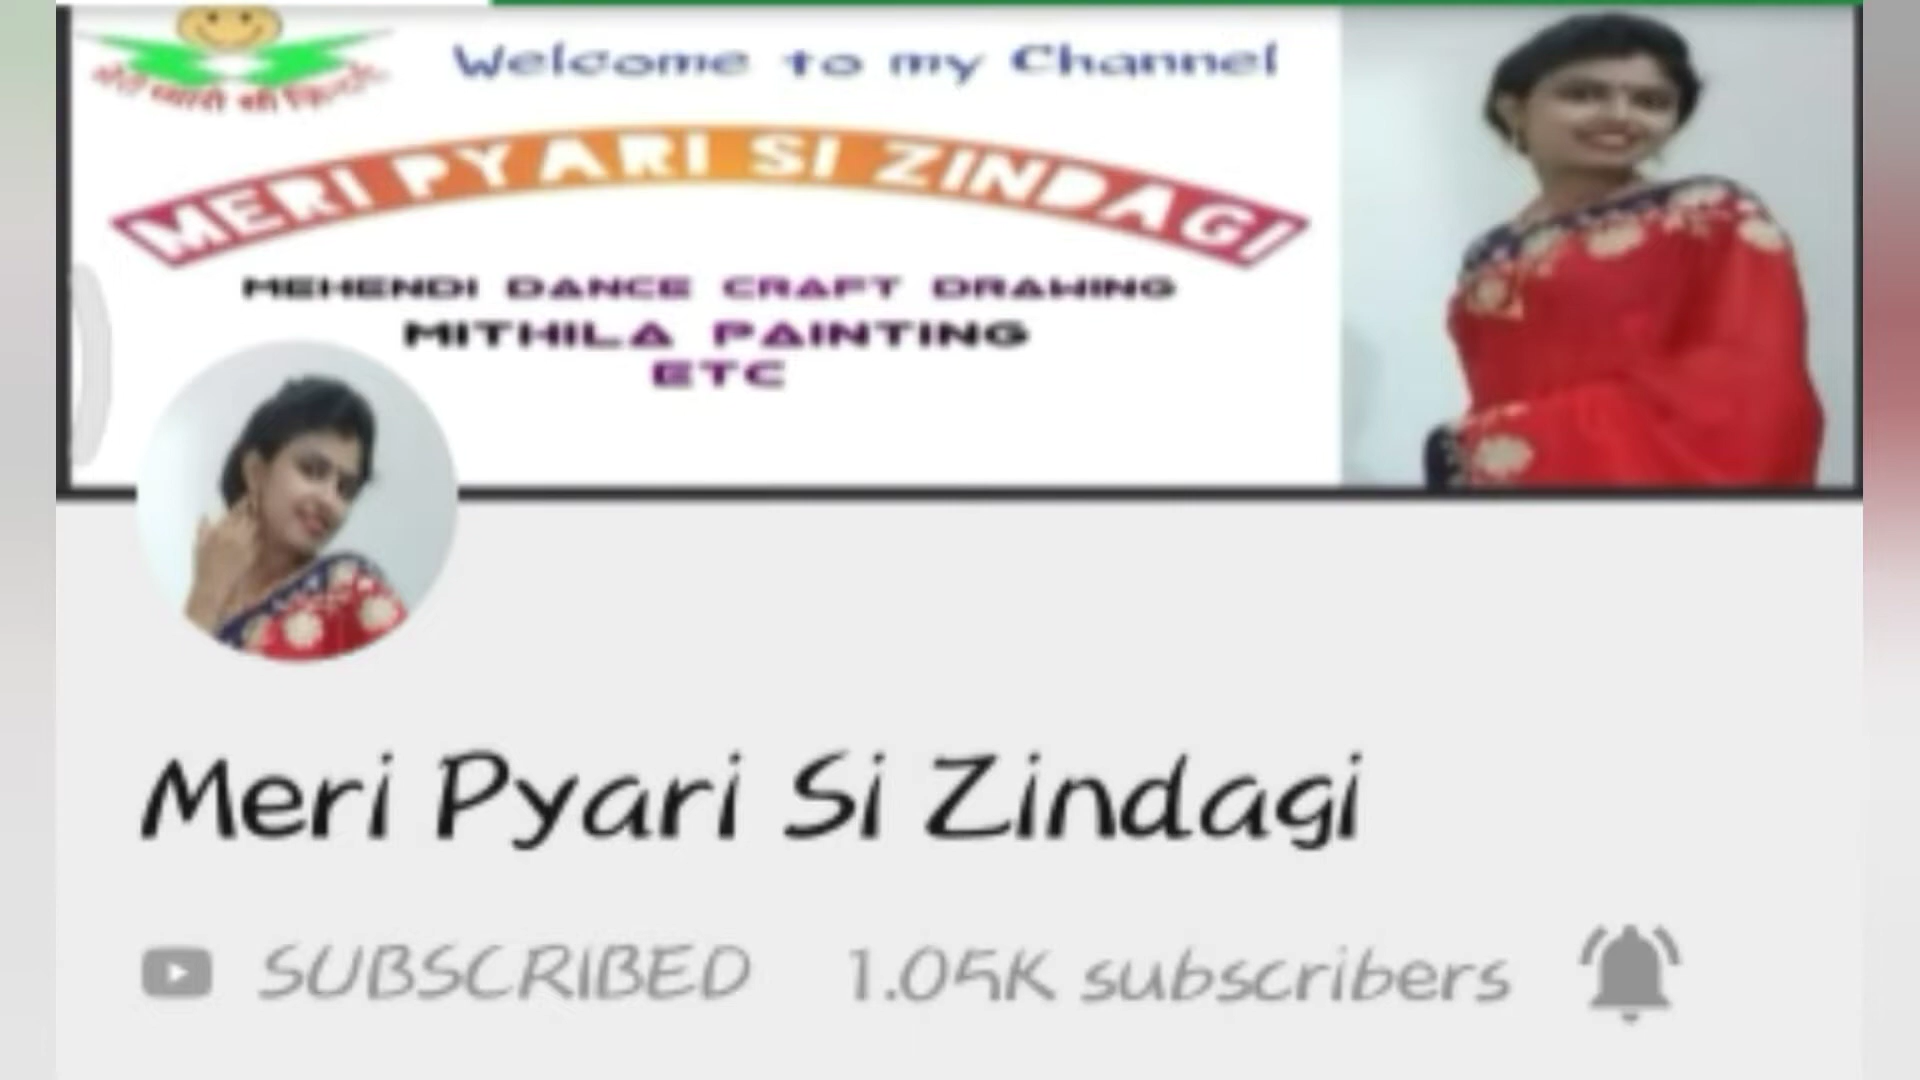 Welcome to my Channel
मेरी प्यारी सी ज़िन्दगी
MERI PYARI SI ZINDAGI
MEHENDI DANCE CRAFT DRAWING
MITHILA PAINTING
ETC
Meri Pyari Si Zindagi
SUBSCRIBED 1.05K subscribers